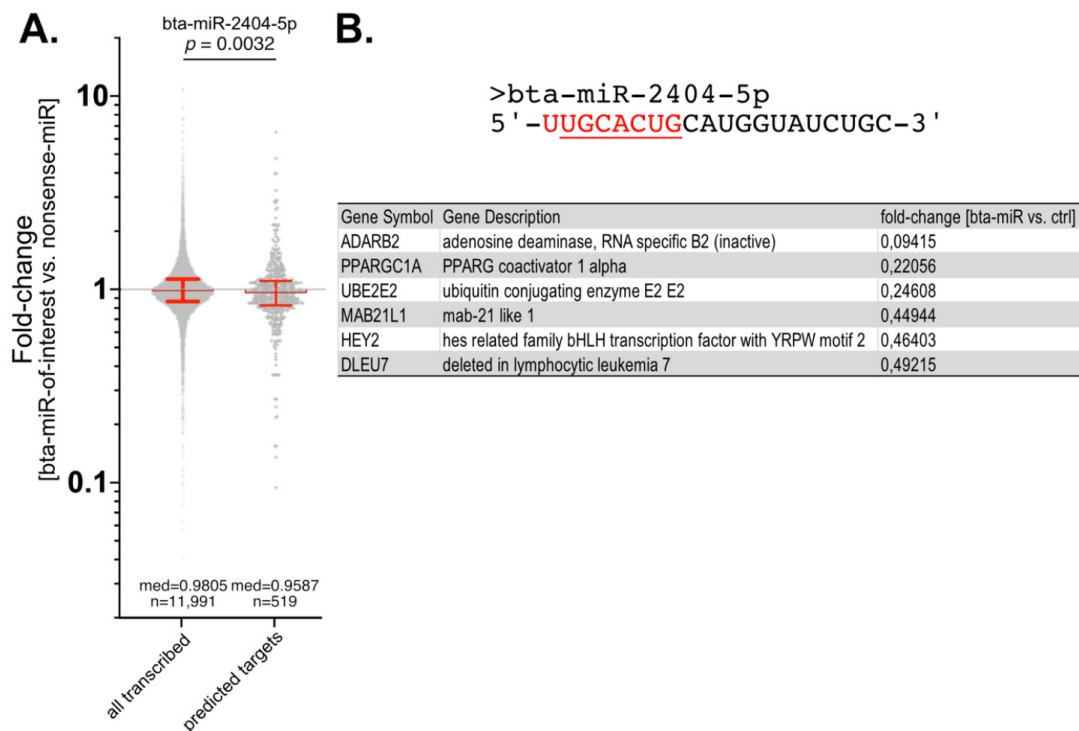 A.
bta-miR-2404-5p
p = 0.0032
10
1
0.1
Fold-change
[bta-miR-of-interest vs. nonsense-miR]
med=0.9805 med=0.9587
n=11,991 n=519
all transcribed
predicted targets
B.
>bta-miR-2404-5p
5'-UUGCACUGCAUGGUAUCUGC-3'
Gene Symbol Gene Description fold-change [bta-miR vs. ctrl]
ADARB2 adenosine deaminase, RNA specific B2 (inactive) 0,09415
PPARGC1A PPARG coactivator 1 alpha 0,22056
UBE2E2 ubiquitin conjugating enzyme E2 E2 0,24608
MAB21L1 mab-21 like 1 0,44944
HEY2 hes related family bHLH transcription factor with YRPW motif 2 0,46403
DLEU7 deleted in lymphocytic leukemia 7 0,49215